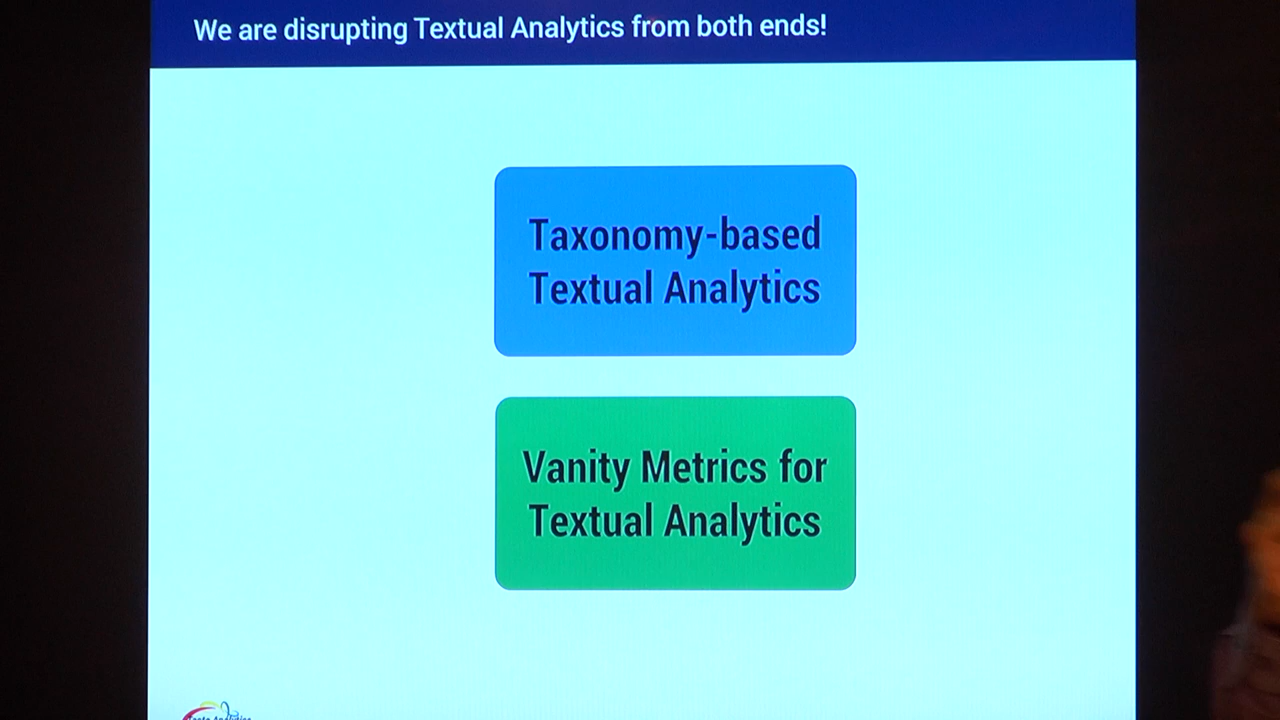 We are disrupting Textual Analytics from both ends!
Taxonomy-based
Textual Analytics
Vanity Metrics for
Textual Analytics